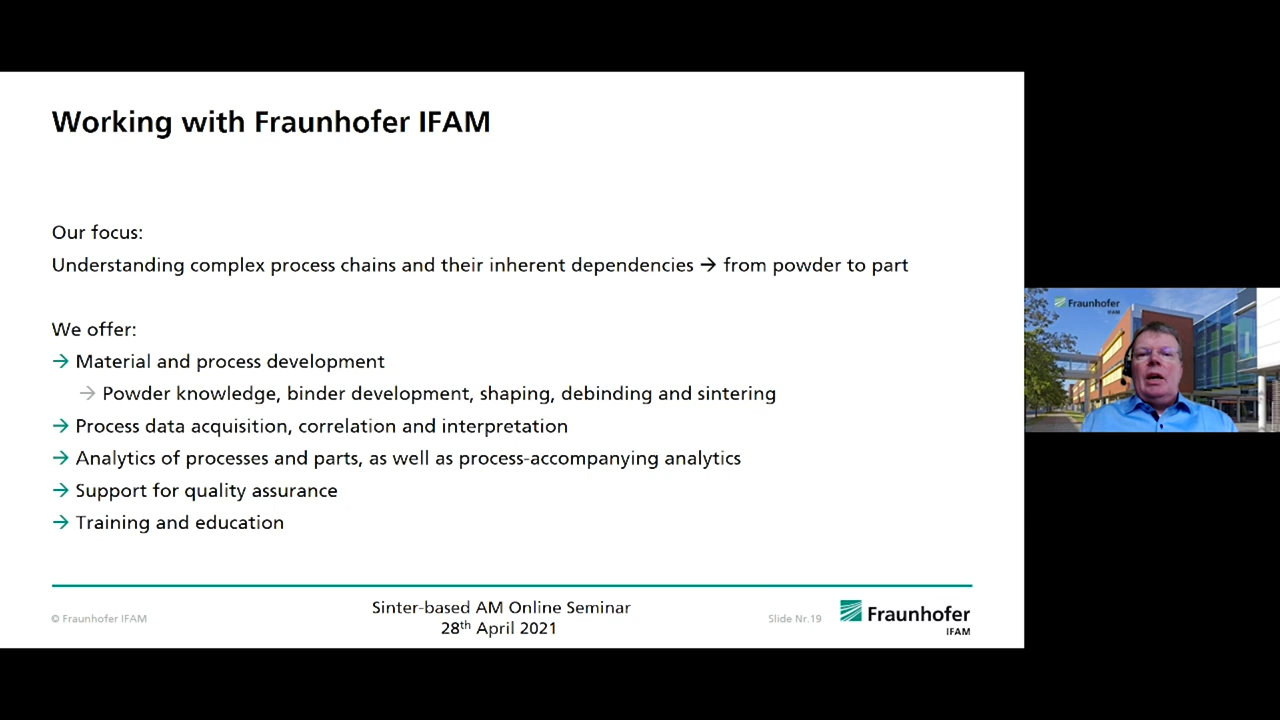 Working with Fraunhofer IFAM
Our focus:
Understanding complex process chains and their inherent dependencies → from powder to part
We offer:
→ Material and process development
→ Powder knowledge, binder development, shaping, debinding and sintering
→ Process data acquisition, correlation and interpretation
→ Analytics of processes and parts, as well as process-accompanying analytics
→ Support for quality assurance
→ Training and education
© Fraunhofer IFAM
Sinter-based AM Online Seminar
28th April 2021
Slide Nr.19
Fraunhofer
IFAM
Fraunhofer
IFAM